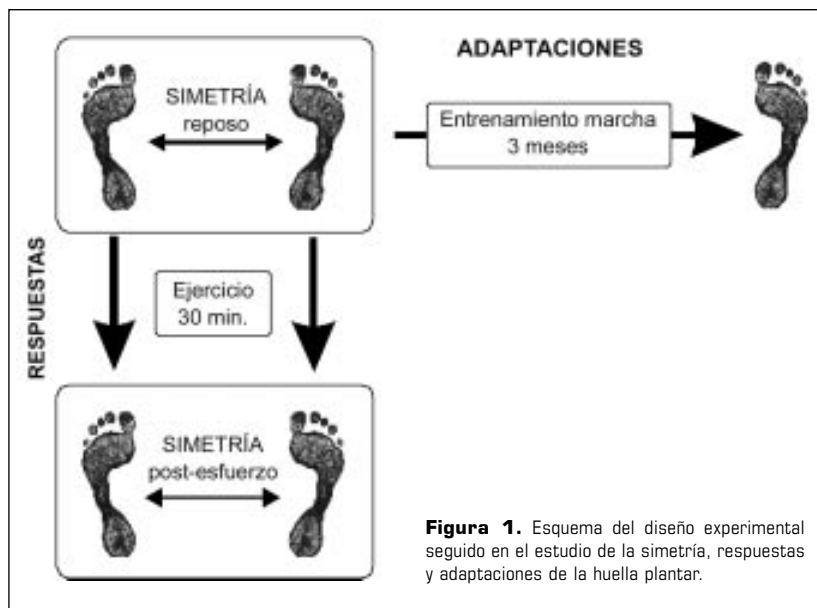 ADAPTACIONES
SIMETRÍA
reposo
Entrenamiento marcha
3 meses
RESPUESTAS
Ejercicio
30 min.
SIMETRÍA
post-esfuerzo
Figura 1. Esquema del diseño experimental
seguido en el estudio de la simetría, respuestas
y adaptaciones de la huella plantar.